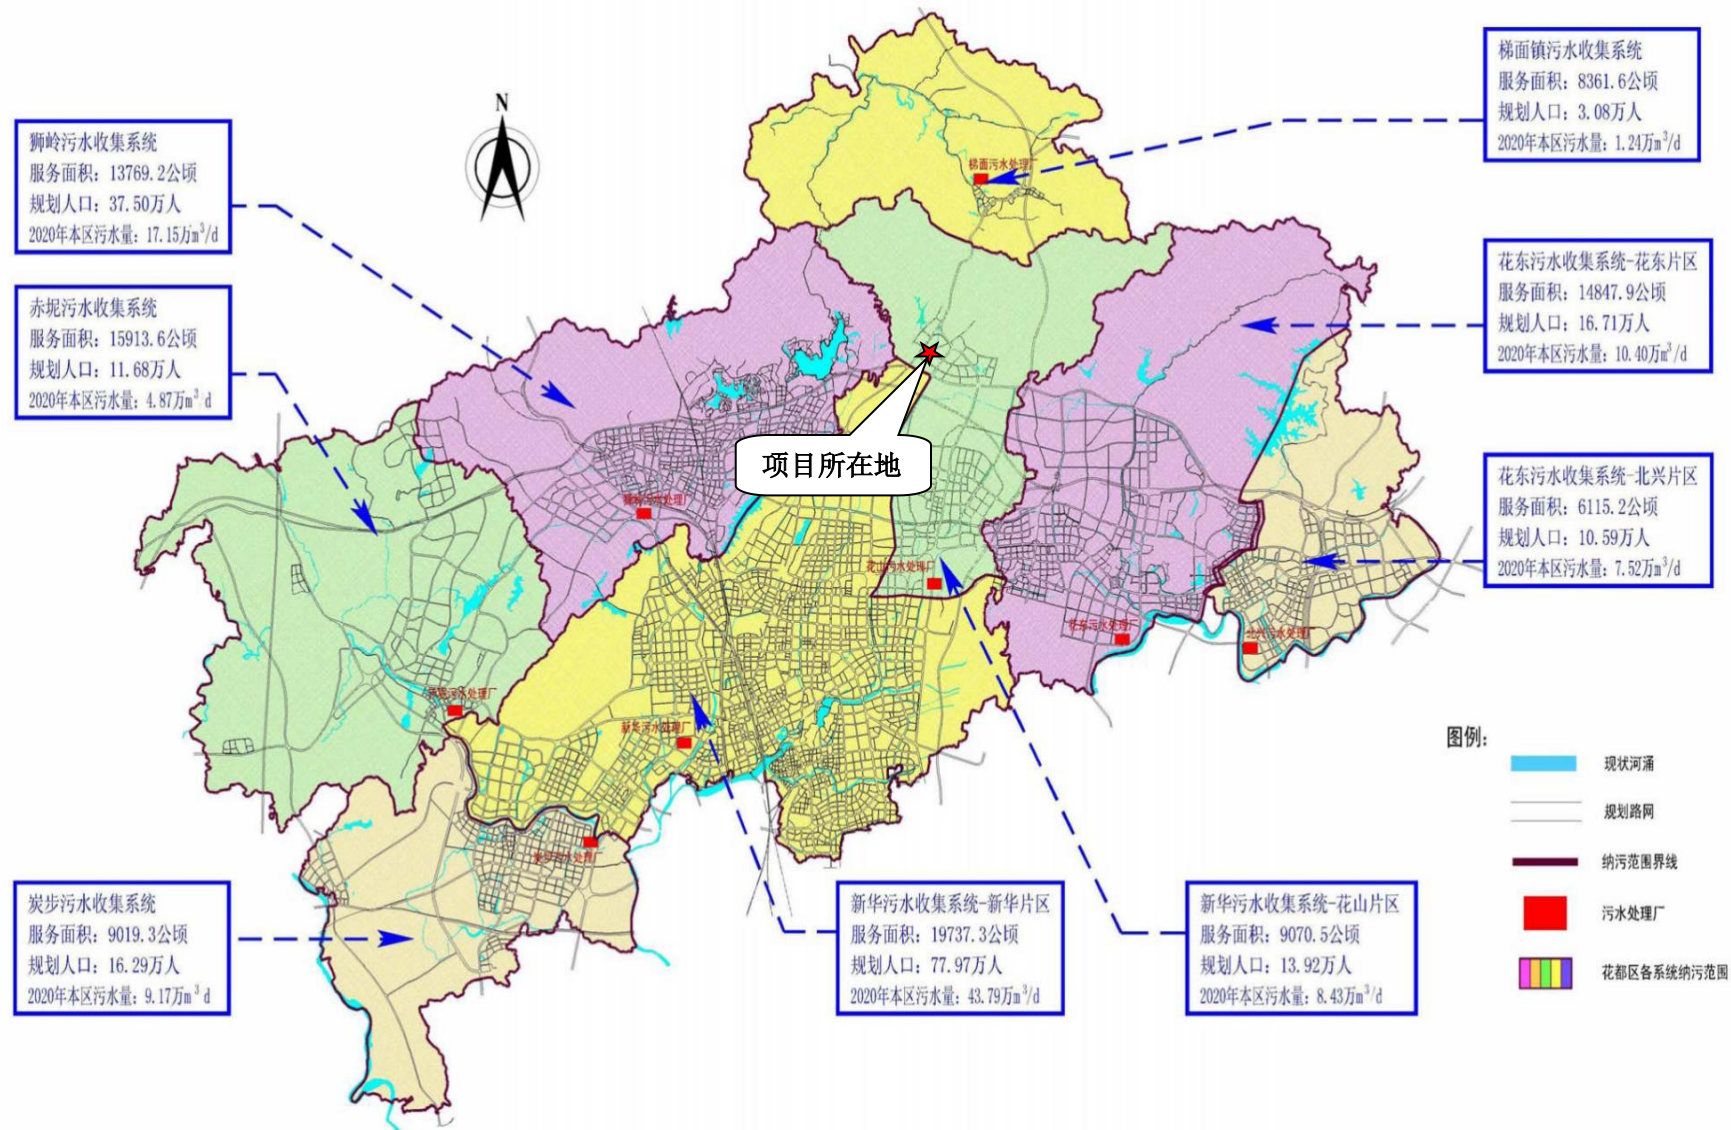 N
梯面镇污水收集系统
服务面积：8361.6公顷
规划人口：3.08万人
2020年本区污水量：1.24万m³/d
狮岭污水收集系统
服务面积：13769.2公顷
规划人口：37.50万人
2020年本区污水量：17.15万m³/d
赤坭污水收集系统
服务面积：15913.6公顷
规划人口：11.68万人
2020年本区污水量：4.87万m³ d
花东污水收集系统-花东片区
服务面积：14847.9公顷
规划人口：16.71万人
2020年本区污水量：10.40万m³/d
花东污水收集系统-北兴片区
服务面积：6115.2公顷
规划人口：10.59万人
2020年本区污水量：7.52万m³/d
梯面污水处理厂
项目所在地
狮岭污水处理厂
花山污水处理厂
花东污水处理厂
北兴污水处理厂
赤坭污水处理厂
新华污水处理厂
炭步污水处理厂
炭步污水收集系统
服务面积：9019.3公顷
规划人口：16.29万人
2020年本区污水量：9.17万m³ d
新华污水收集系统-新华片区
服务面积：19737.3公顷
规划人口：77.97万人
2020年本区污水量：43.79万m³/d
新华污水收集系统-花山片区
服务面积：9070.5公顷
规划人口：13.92万人
2020年本区污水量：8.43万m³/d
图例：
现状河涌
规划路网
纳污范围界线
污水处理厂
花都区各系统纳污范围